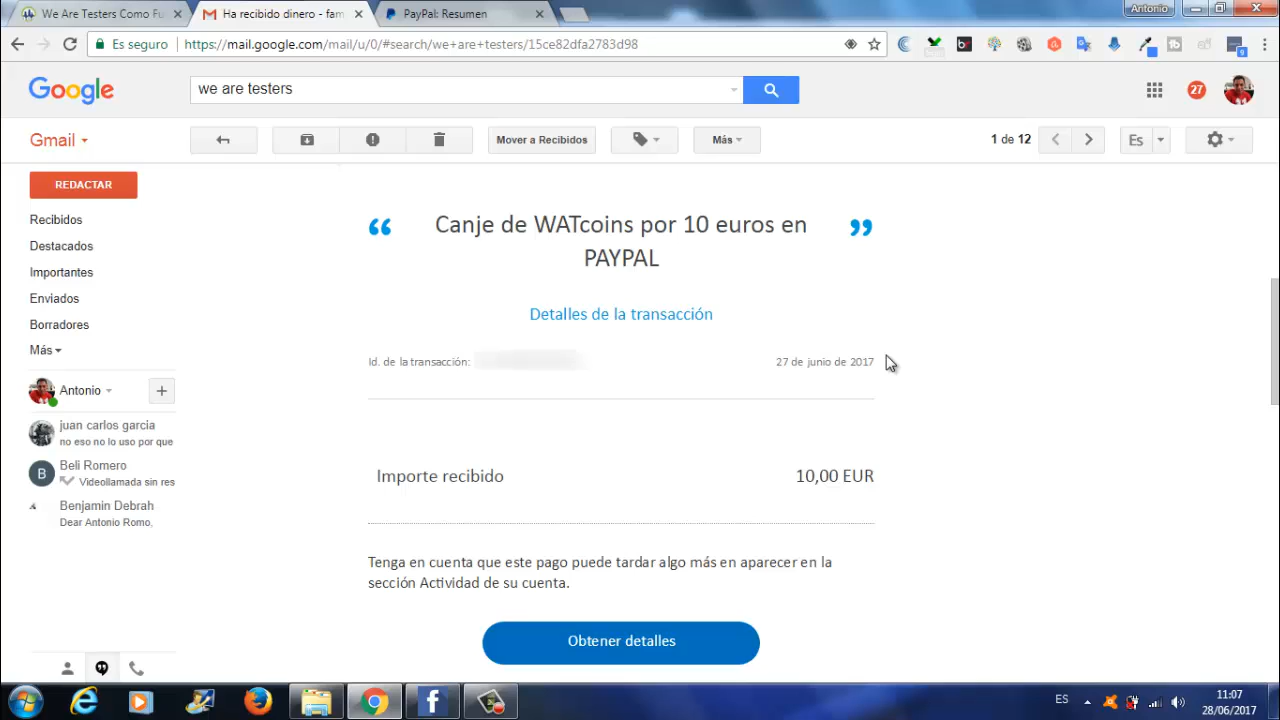 We Are Testers Como Fu
Ha recibido dinero - fam
PayPal: Resumen
Antonio
Es seguro
https://mail.google.com/mail/u/0/#search/we+are+testers/15ce82dfa2783d98
Google
we are testers
27
Gmail
Mover a Recibidos
Más
1 de 12
Es
REDACTAR
Recibidos
Destacados
Importantes
Enviados
Borradores
Más
Antonio
juan carlos garcia
no eso no lo uso por que
B
Beli Romero
Videollamada sin res
Benjamin Debrah
Dear Antonio Romo,
“ Canje de WATcoins por 10 euros en ”
PAYPAL
Detalles de la transacción
Id. de la transacción:
27 de junio de 2017
Importe recibido
10,00 EUR
Tenga en cuenta que este pago puede tardar algo más en aparecer en la
sección Actividad de su cuenta.
Obtener detalles
ES
11:07
28/06/2017